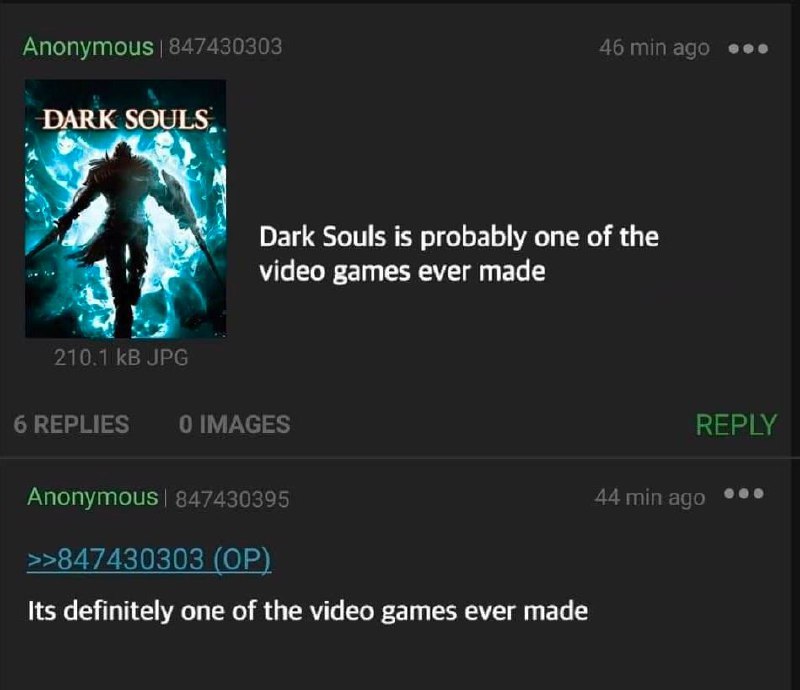 Anonymous | 847430303 46 min ago
DARK SOULS
Dark Souls is probably one of the
video games ever made
210.1 kB JPG
6 REPLIES 0 IMAGES REPLY
Anonymous | 847430395 44 min ago
>>847430303 (OP)
Its definitely one of the video games ever made